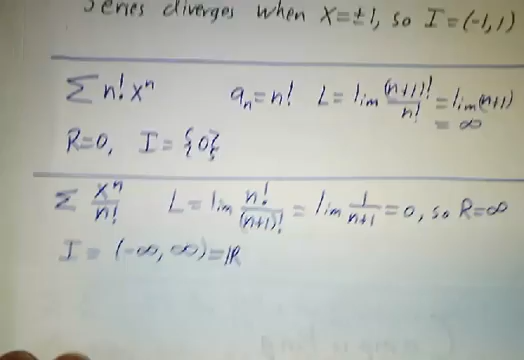 Series diverges when X=±1, so I=(-1,1)
Σ n! xⁿ aₙ=n! L=lim (n+1)!/n! = lim(n+1)
= ∞
R=0, I = {0}
Σ xⁿ/n! L=lim n!/(n+1)! = lim 1/(n+1) =0, so R=∞
I = (-∞,∞)=ℝ